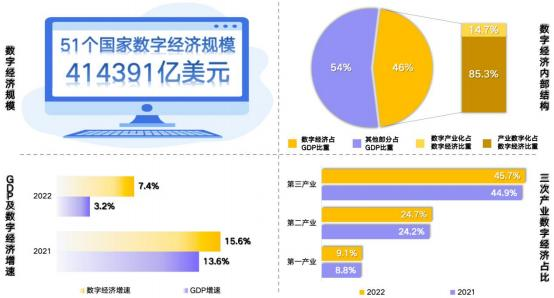 数字经济规模
51个国家数字经济规模
414391亿美元
数字经济内部结构
54%
46%
14.7%
85.3%
数字经济占
GDP比重
其他部分占
GDP比重
数字产业化占
数字经济比重
产业数字化占
数字经济比重
GDP及数字经济增速
2022
7.4%
3.2%
2021
15.6%
13.6%
数字经济增速
GDP增速
三次产业数字经济占比
第三产业
45.7%
44.9%
第二产业
24.7%
24.2%
第一产业
9.1%
8.8%
2022
2021